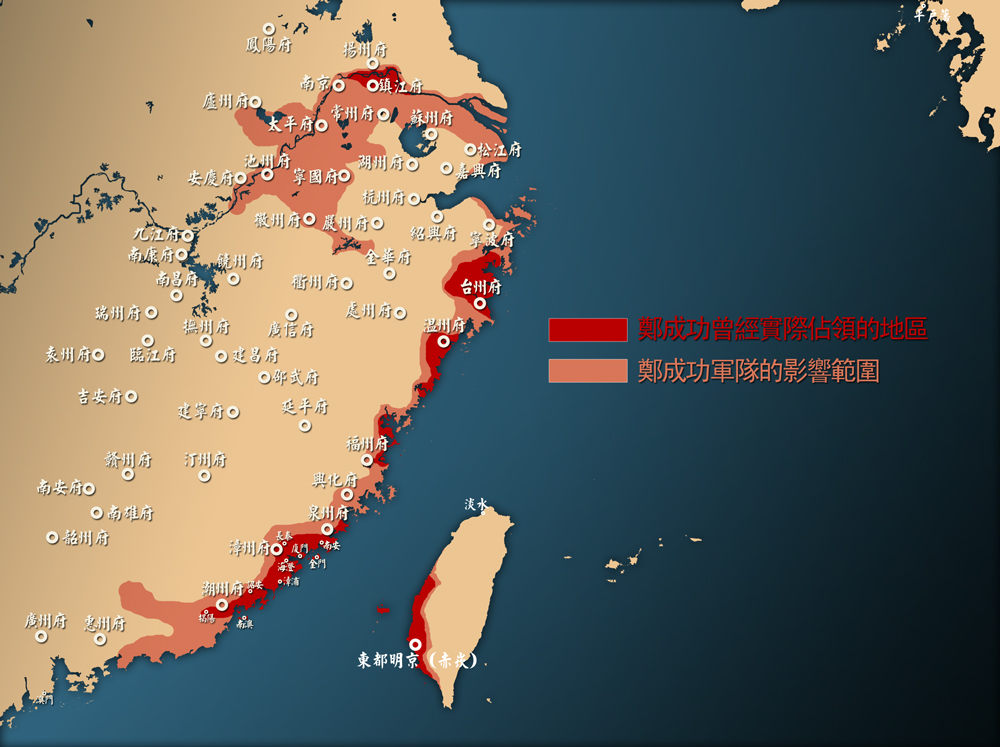 平戶藩
鳳陽府
揚州府
南京
鎮江府
廬州府
常州府
蘇州府
太平府
松江府
池州府
湖州府
嘉興府
安慶府
寧國府
杭州府
徽州府
嚴州府
紹興府
寧波府
九江府
南康府
饒州府
金華府
南昌府
衢州府
台州府
瑞州府
撫州府
廣信府
處州府
温州府
鄭成功曾經實際佔領的地區
袁州府
臨江府
建昌府
鄭成功軍隊的影響範圍
邵武府
吉安府
建寧府
延平府
福州府
贛州府
汀州府
興化府
南安府
南雄府
淡水
泉州府
韶州府
長泰
漳州府
廈門
南安
海澄
金門
漳浦
潮州府
詔安
揭陽
南澳
廣州府
惠州府
東都明京（赤崁）
澳門